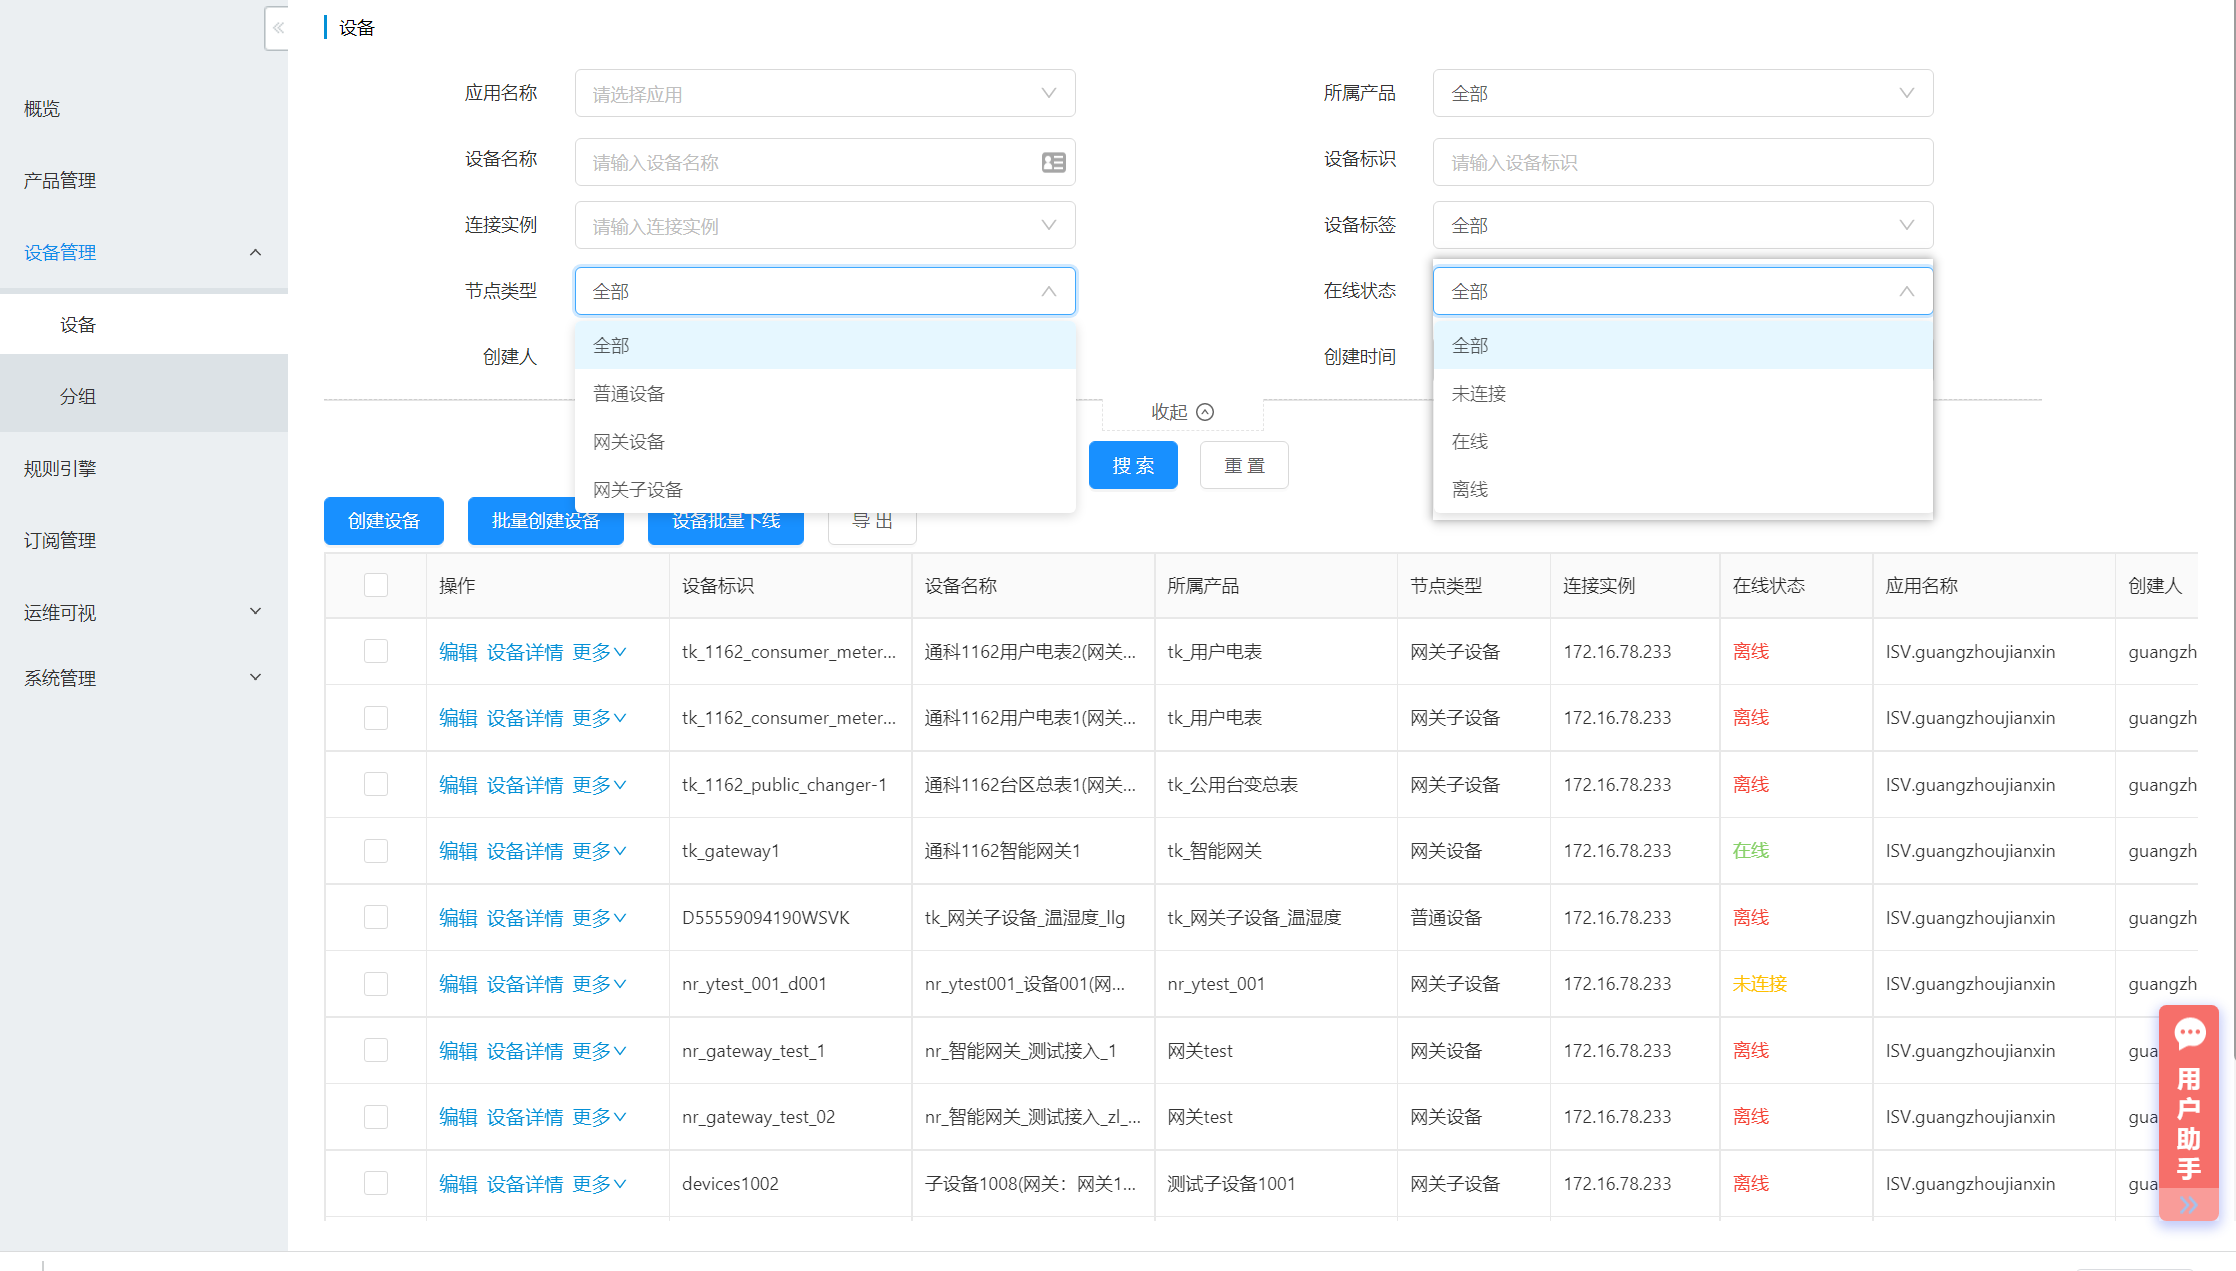 设备
概览
产品管理
设备管理
设备
分组
规则引擎
订阅管理
运维可视
系统管理
应用名称 请选择应用 所属产品 全部
设备名称 请输入设备名称 设备标识 请输入设备标识
连接实例 请输入连接实例 设备标签 全部
节点类型 全部 在线状态 全部
创建人 创建时间
全部
普通设备
网关设备
网关子设备
全部
未连接
在线
离线
收起
搜 索 重 置
创建设备 批量创建设备 设备批量下线 导 出
操作 设备标识 设备名称 所属产品 节点类型 连接实例 在线状态 应用名称 创建人
编辑 设备详情 更多 tk_1162_consumer_meter... 通科1162用户电表2(网关... tk_用户电表 网关子设备 172.16.78.233 离线 ISV.guangzhoujianxin guangzh
编辑 设备详情 更多 tk_1162_consumer_meter... 通科1162用户电表1(网关... tk_用户电表 网关子设备 172.16.78.233 离线 ISV.guangzhoujianxin guangzh
编辑 设备详情 更多 tk_1162_public_changer-1 通科1162台区总表1(网关... tk_公用台变总表 网关子设备 172.16.78.233 离线 ISV.guangzhoujianxin guangzh
编辑 设备详情 更多 tk_gateway1 通科1162智能网关1 tk_智能网关 网关设备 172.16.78.233 在线 ISV.guangzhoujianxin guangzh
编辑 设备详情 更多 D55559094190WSVK tk_网关子设备_温湿度_llg tk_网关子设备_温湿度 普通设备 172.16.78.233 离线 ISV.guangzhoujianxin guangzh
编辑 设备详情 更多 nr_ytest_001_d001 nr_ytest001_设备001(网... nr_ytest_001 网关子设备 172.16.78.233 未连接 ISV.guangzhoujianxin guangzh
编辑 设备详情 更多 nr_gateway_test_1 nr_智能网关_测试接入_1 网关test 网关设备 172.16.78.233 离线 ISV.guangzhoujianxin gua
编辑 设备详情 更多 nr_gateway_test_02 nr_智能网关_测试接入_zl_... 网关test 网关设备 172.16.78.233 离线 ISV.guangzhoujianxin gua
编辑 设备详情 更多 devices1002 子设备1008(网关：网关1... 测试子设备1001 网关子设备 172.16.78.233 离线 ISV.guangzhoujianxin gua
用户助手